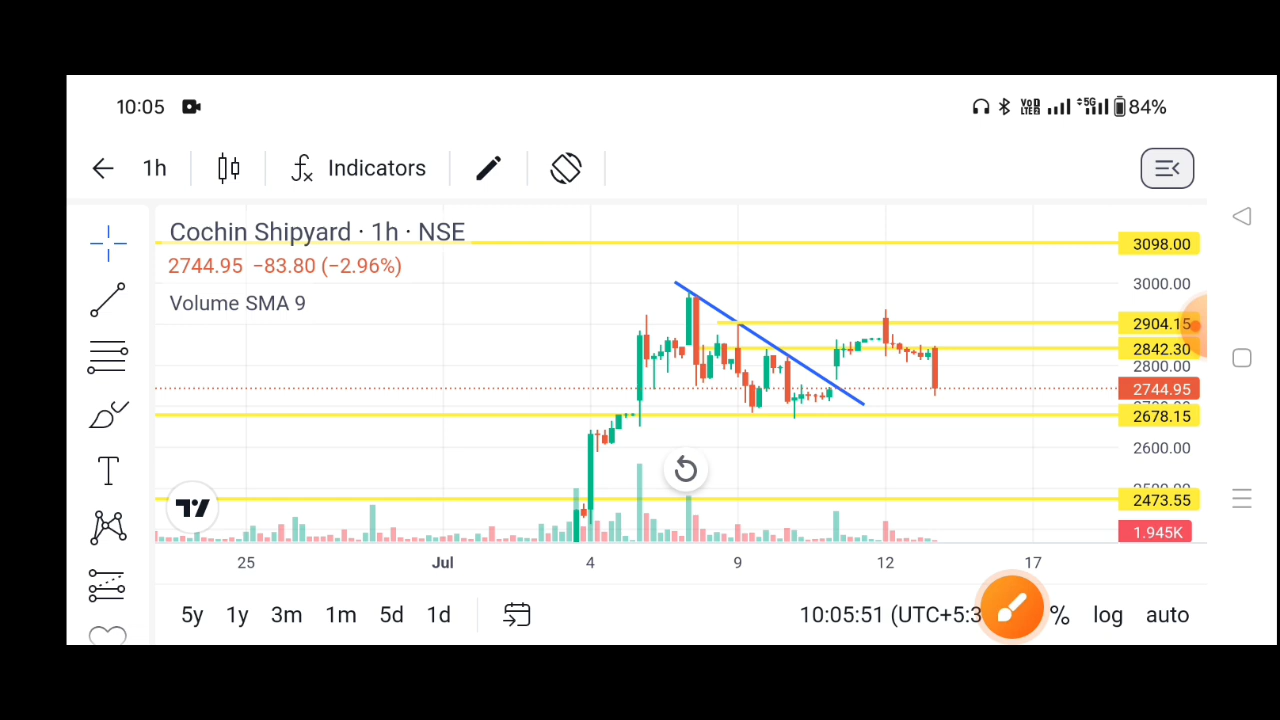 10:05 VoD LTE2 5G 84%
1h Indicators
Cochin Shipyard · 1h · NSE
2744.95 −83.80 (−2.96%)
Volume SMA 9
3098.00
3000.00
2904.15
2842.30
2800.00
2744.95
2678.15
2600.00
2473.55
1.945K
25 Jul 4 9 12 17
5y 1y 3m 1m 5d 1d 10:05:51 (UTC+5:3 % log auto